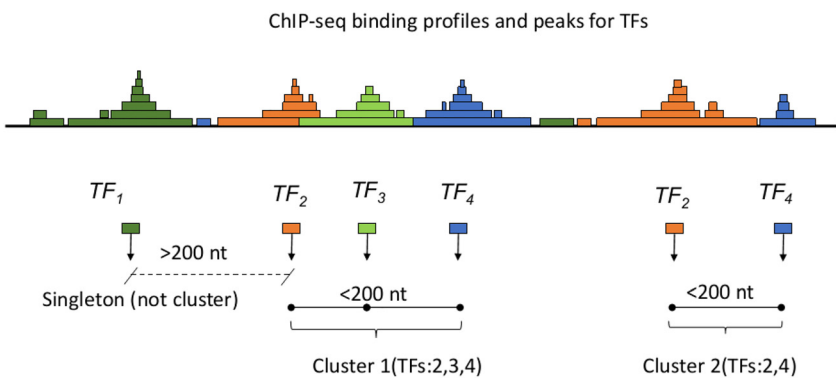 ChIP-seq binding profiles and peaks for TFs
TF₁ TF₂ TF₃ TF₄ TF₂ TF₄
>200 nt
Singleton (not cluster)
<200 nt <200 nt
Cluster 1(TFs:2,3,4) Cluster 2(TFs:2,4)